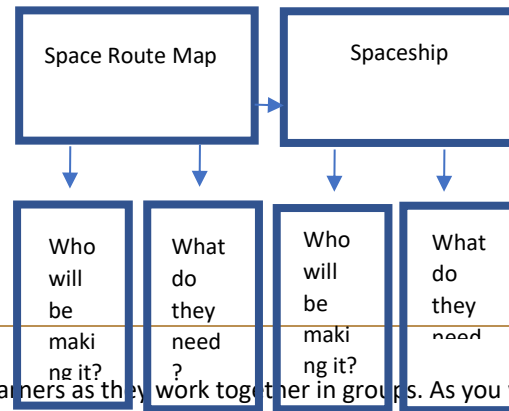 Space Route Map
Spaceship
Who
will
be
maki
ng it?
What
do
they
need
?
Who
will
be
maki
ng it?
What
do
they
need
as they work together in groups. As you